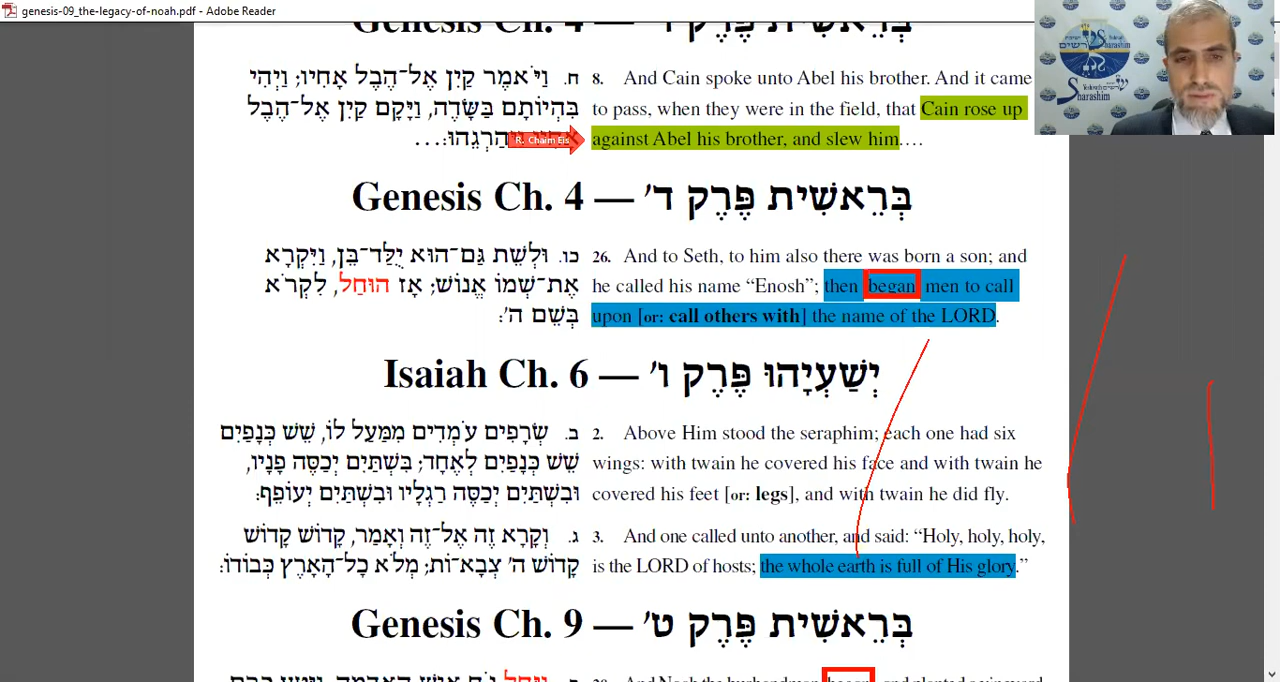 genesis-09_the-legacy-of-noah.pdf - Adobe Reader
Genesis Ch. 4 — בְּרֵאשִׁית פֶּרֶק ד׳
8. And Cain spoke unto Abel his brother. And it came
to pass, when they were in the field, that Cain rose up
against Abel his brother, and slew him….
ח. וַיֹּאמֶר קַיִן אֶל־הֶבֶל אָחִיו; וַיְהִי
בִּהְיוֹתָם בַּשָּׂדֶה, וַיָּקָם קַיִן אֶל־הֶבֶל
R. Chaim Eis
Genesis Ch. 4 — בְּרֵאשִׁית פֶּרֶק ד׳
26. And to Seth, to him also there was born a son; and
he called his name “Enosh”; then began men to call
upon [or: call others with] the name of the LORD.
כו. וּלְשֵׁת גַּם־הוּא יֻלַּד־בֵּן, וַיִּקְרָא
אֶת־שְׁמוֹ אֱנוֹשׁ; אָז הוּחַל, לִקְרֹא
בְּשֵׁם ה׳:
Isaiah Ch. 6 — יְשַׁעְיָהוּ פֶּרֶק ו׳
2. Above Him stood the seraphim; each one had six
wings: with twain he covered his face and with twain he
covered his feet [or: legs], and with twain he did fly.
ב. שְׂרָפִים עֹמְדִים מִמַּעַל לוֹ, שֵׁשׁ כְּנָפַיִם
שֵׁשׁ כְּנָפַיִם לְאֶחָד; בִּשְׁתַּיִם יְכַסֶּה פָנָיו,
וּבִשְׁתַּיִם יְכַסֶּה רַגְלָיו וּבִשְׁתַּיִם יְעוֹפֵף:
3. And one called unto another, and said: “Holy, holy, holy,
is the LORD of hosts; the whole earth is full of His glory.”
ג. וְקָרָא זֶה אֶל־זֶה וְאָמַר, קָדוֹשׁ קָדוֹשׁ
קָדוֹשׁ ה׳ צְבָא־וֹת; מְלֹא כָל־הָאָרֶץ כְּבוֹדוֹ:
Genesis Ch. 9 — בְּרֵאשִׁית פֶּרֶק ט׳
Yeshivath
Sharashim